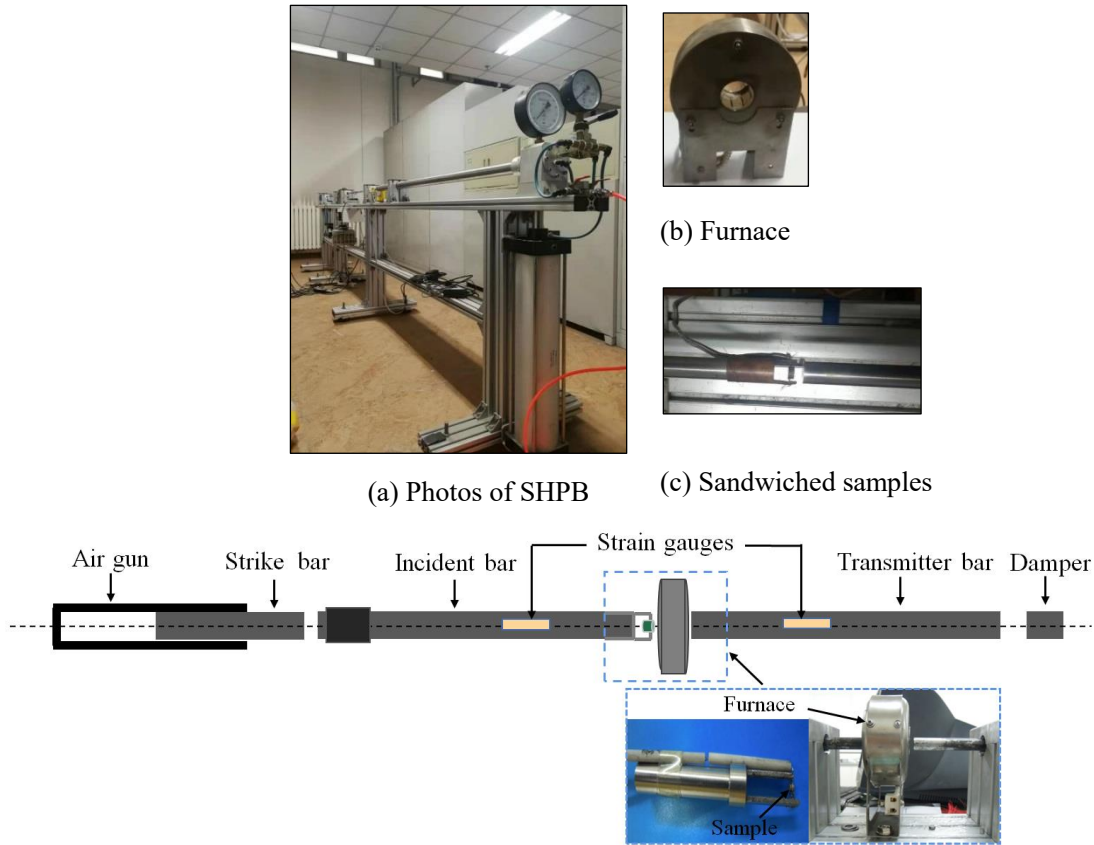 (b) Furnace
(a) Photos of SHPB
(c) Sandwiched samples
Air gun
Strike bar
Incident bar
Strain gauges
Transmitter bar
Damper
Furnace
Sample